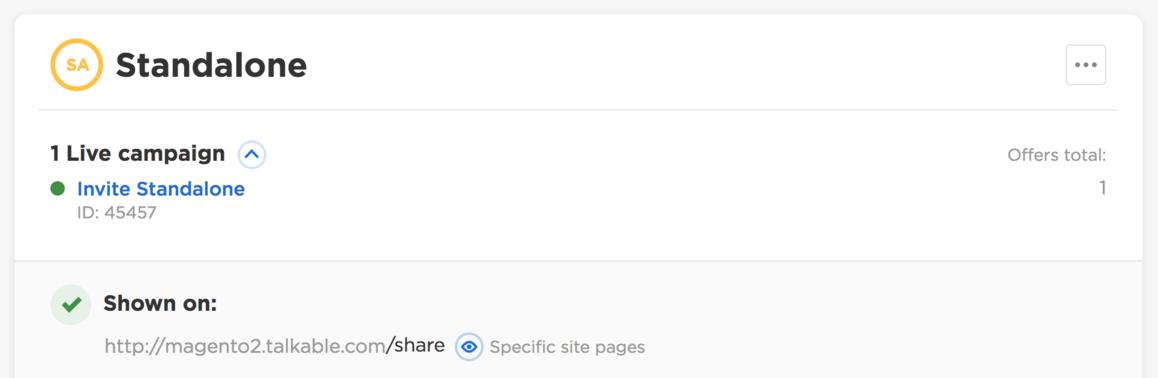 SA Standalone
1 Live campaign
Offers total:
Invite Standalone
1
ID: 45457
Shown on:
http://magento2.talkable.com/share Specific site pages